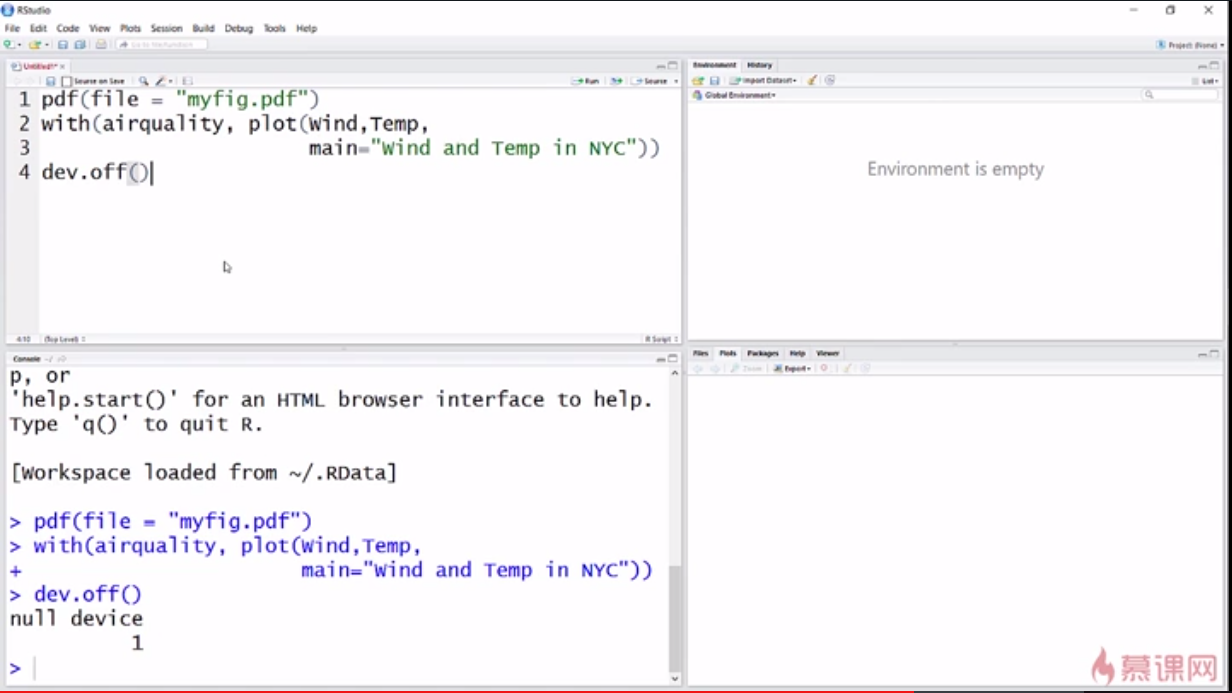 RStudio
File Edit Code View Plots Session Build Debug Tools Help
Go to file/function
Project: (None)
Untitled1*
Source on Save
Run
Source
1 pdf(file = "myfig.pdf")
2 with(airquality, plot(Wind,Temp,
3 main="Wind and Temp in NYC"))
4 dev.off()
4:10 (Top Level) R Script
Environment History
Import Dataset
List
Global Environment
Environment is empty
Console ~/
p, or
'help.start()' for an HTML browser interface to help.
Type 'q()' to quit R.
[Workspace loaded from ~/.RData]
> pdf(file = "myfig.pdf")
> with(airquality, plot(Wind,Temp,
+ main="Wind and Temp in NYC"))
> dev.off()
null device
1
>
Files Plots Packages Help Viewer
Zoom Export
慕课网